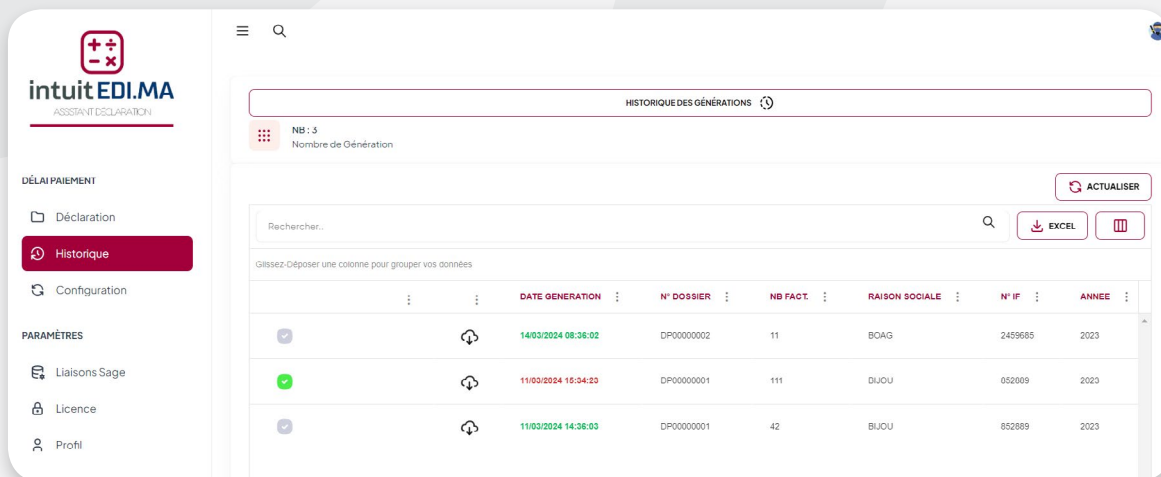 intuit EDI.MA
ASSISTANT DÉCLARATION
DÉLAI PAIEMENT
Déclaration
Historique
Configuration
PARAMÈTRES
Liaisons Sage
Licence
Profil
HISTORIQUE DES GÉNÉRATIONS
NB : 3
Nombre de Génération
ACTUALISER
Rechercher...
EXCEL
Glissez-Déposer une colonne pour grouper vos données
DATE GENERATION N° DOSSIER NB FACT. RAISON SOCIALE N° IF ANNEE
14/03/2024 08:36:02 DP00000002 11 BOAG 2459685 2023
11/03/2024 15:34:23 DP00000001 111 DIJOU 052009 2023
11/03/2024 14:36:03 DP00000001 42 BIJOU 852889 2023